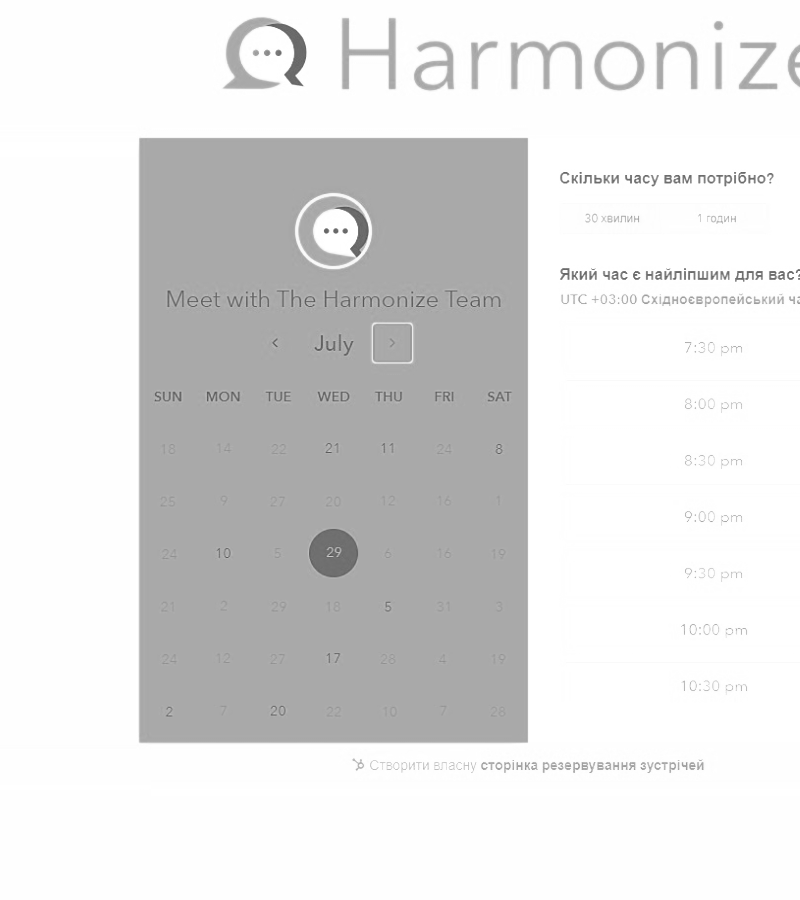 Harmonize
Meet with The Harmonize Team
July
SUN MON TUE WED THU FRI SAT
18 14 22 21 11 24 8
25 9 27 20 12 16 1
24 10 5 29 6 16 19
21 2 29 18 5 31 3
24 12 27 17 28 4 19
2 7 20 22 10 7 26
Скільки часу вам потрібно?
30 хвилин 1 годин
Який час є найліпшим для вас?
UTC +03:00 Східноєвропейський ча
7:30 pm
8:00 pm
8:30 pm
9:00 pm
9:30 pm
10:00 pm
10:30 pm
Створити власну сторінка резервування зустрічей